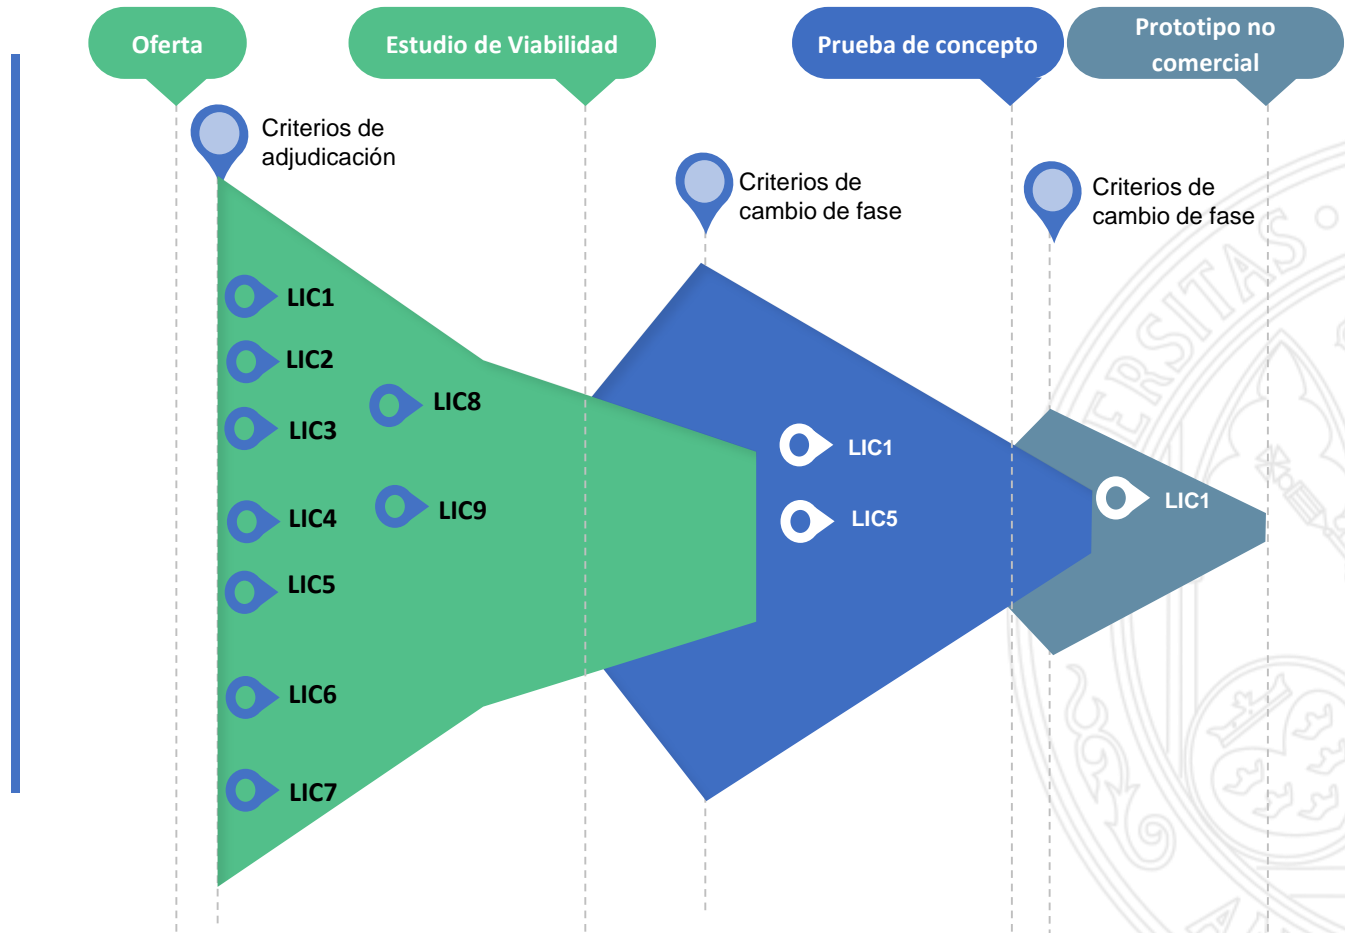 Oferta
Estudio de Viabilidad
Prueba de concepto
Prototipo no
comercial
Criterios de
adjudicación
Criterios de
cambio de fase
Criterios de
cambio de fase
LIC1
LIC2
LIC3
LIC4
LIC5
LIC6
LIC7
LIC8
LIC9
LIC1
LIC5
LIC1
ERSITAS